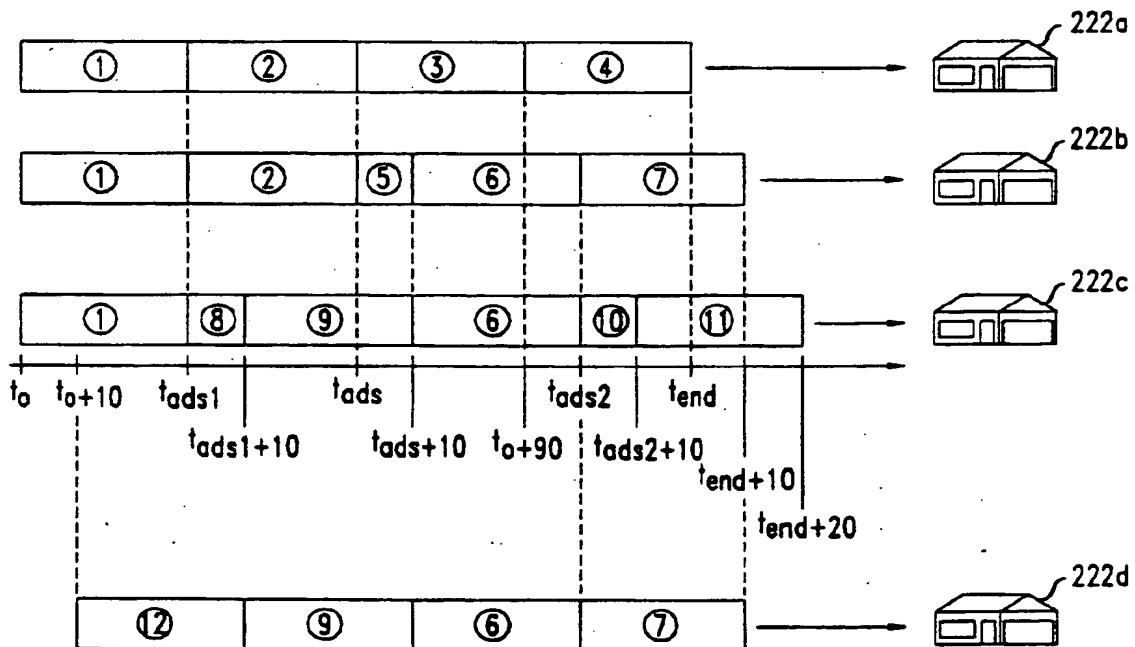 ① ② ③ ④ 222a
① ② ⑤ ⑥ ⑦ 222b
① ⑧ ⑨ ⑥ ⑩ ⑪ 222c
t₀ t₀+10 tads1 tads tads2 tend
tads1+10 tads+10 t₀+90 tads2+10
tend+10
tend+20
⑫ ⑨ ⑥ ⑦ 222d